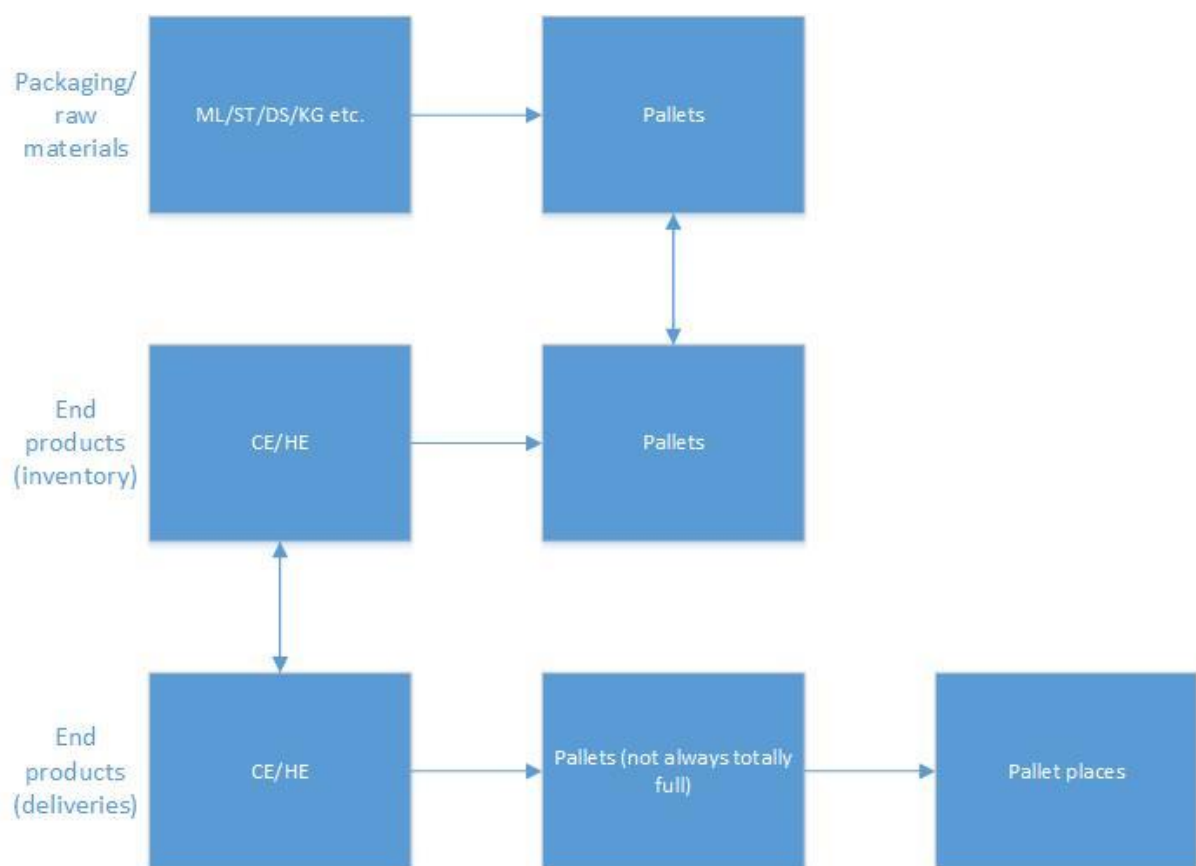 Packaging/
raw
materials
ML/ST/DS/KG etc.
Pallets
End
products
(inventory)
CE/HE
Pallets
End
products
(deliveries)
CE/HE
Pallets (not always totally
full)
Pallet places